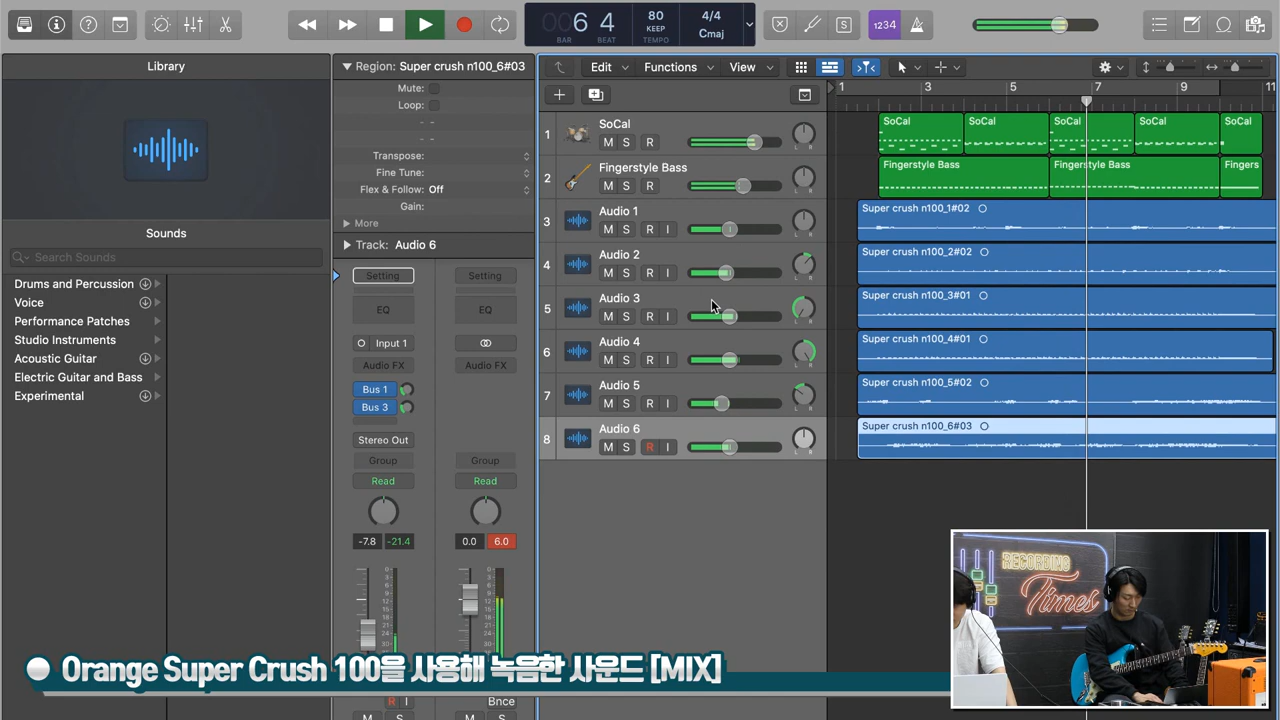 1234
6 4
BAR BEAT
80
KEEP
TEMPO
4/4
Cmaj
S
Library
Sounds
Search Sounds
Drums and Percussion
Voice
Performance Patches
Studio Instruments
Acoustic Guitar
Electric Guitar and Bass
Experimental
Region: Super crush n100_6#03
Mute:
Loop:
Transpose:
Fine Tune:
Flex & Follow: Off
Gain:
More
Track: Audio 6
Setting
Setting
EQ
EQ
Input 1
Audio FX
Audio FX
Bus 1
Bus 3
Stereo Out
Group
Group
Read
Read
-7.8 -21.4
0.0 6.0
R I
Bnce
M S
M
Edit Functions View
1 3 5 7 9 11
1 SoCal
M S R
2 Fingerstyle Bass
M S R
3 Audio 1
M S R I
4 Audio 2
M S R I
5 Audio 3
M S R I
6 Audio 4
M S R I
7 Audio 5
M S R I
8 Audio 6
M S R I
SoCal SoCal SoCal SoCal SoCal
Fingerstyle Bass Fingerstyle Bass Fingers
Super crush n100_1#02
Super crush n100_2#02
Super crush n100_3#01
Super crush n100_4#01
Super crush n100_5#02
Super crush n100_6#03
RECORDING
Times
Orange Super Crush 100을 사용해 녹음한 사운드 [MIX]